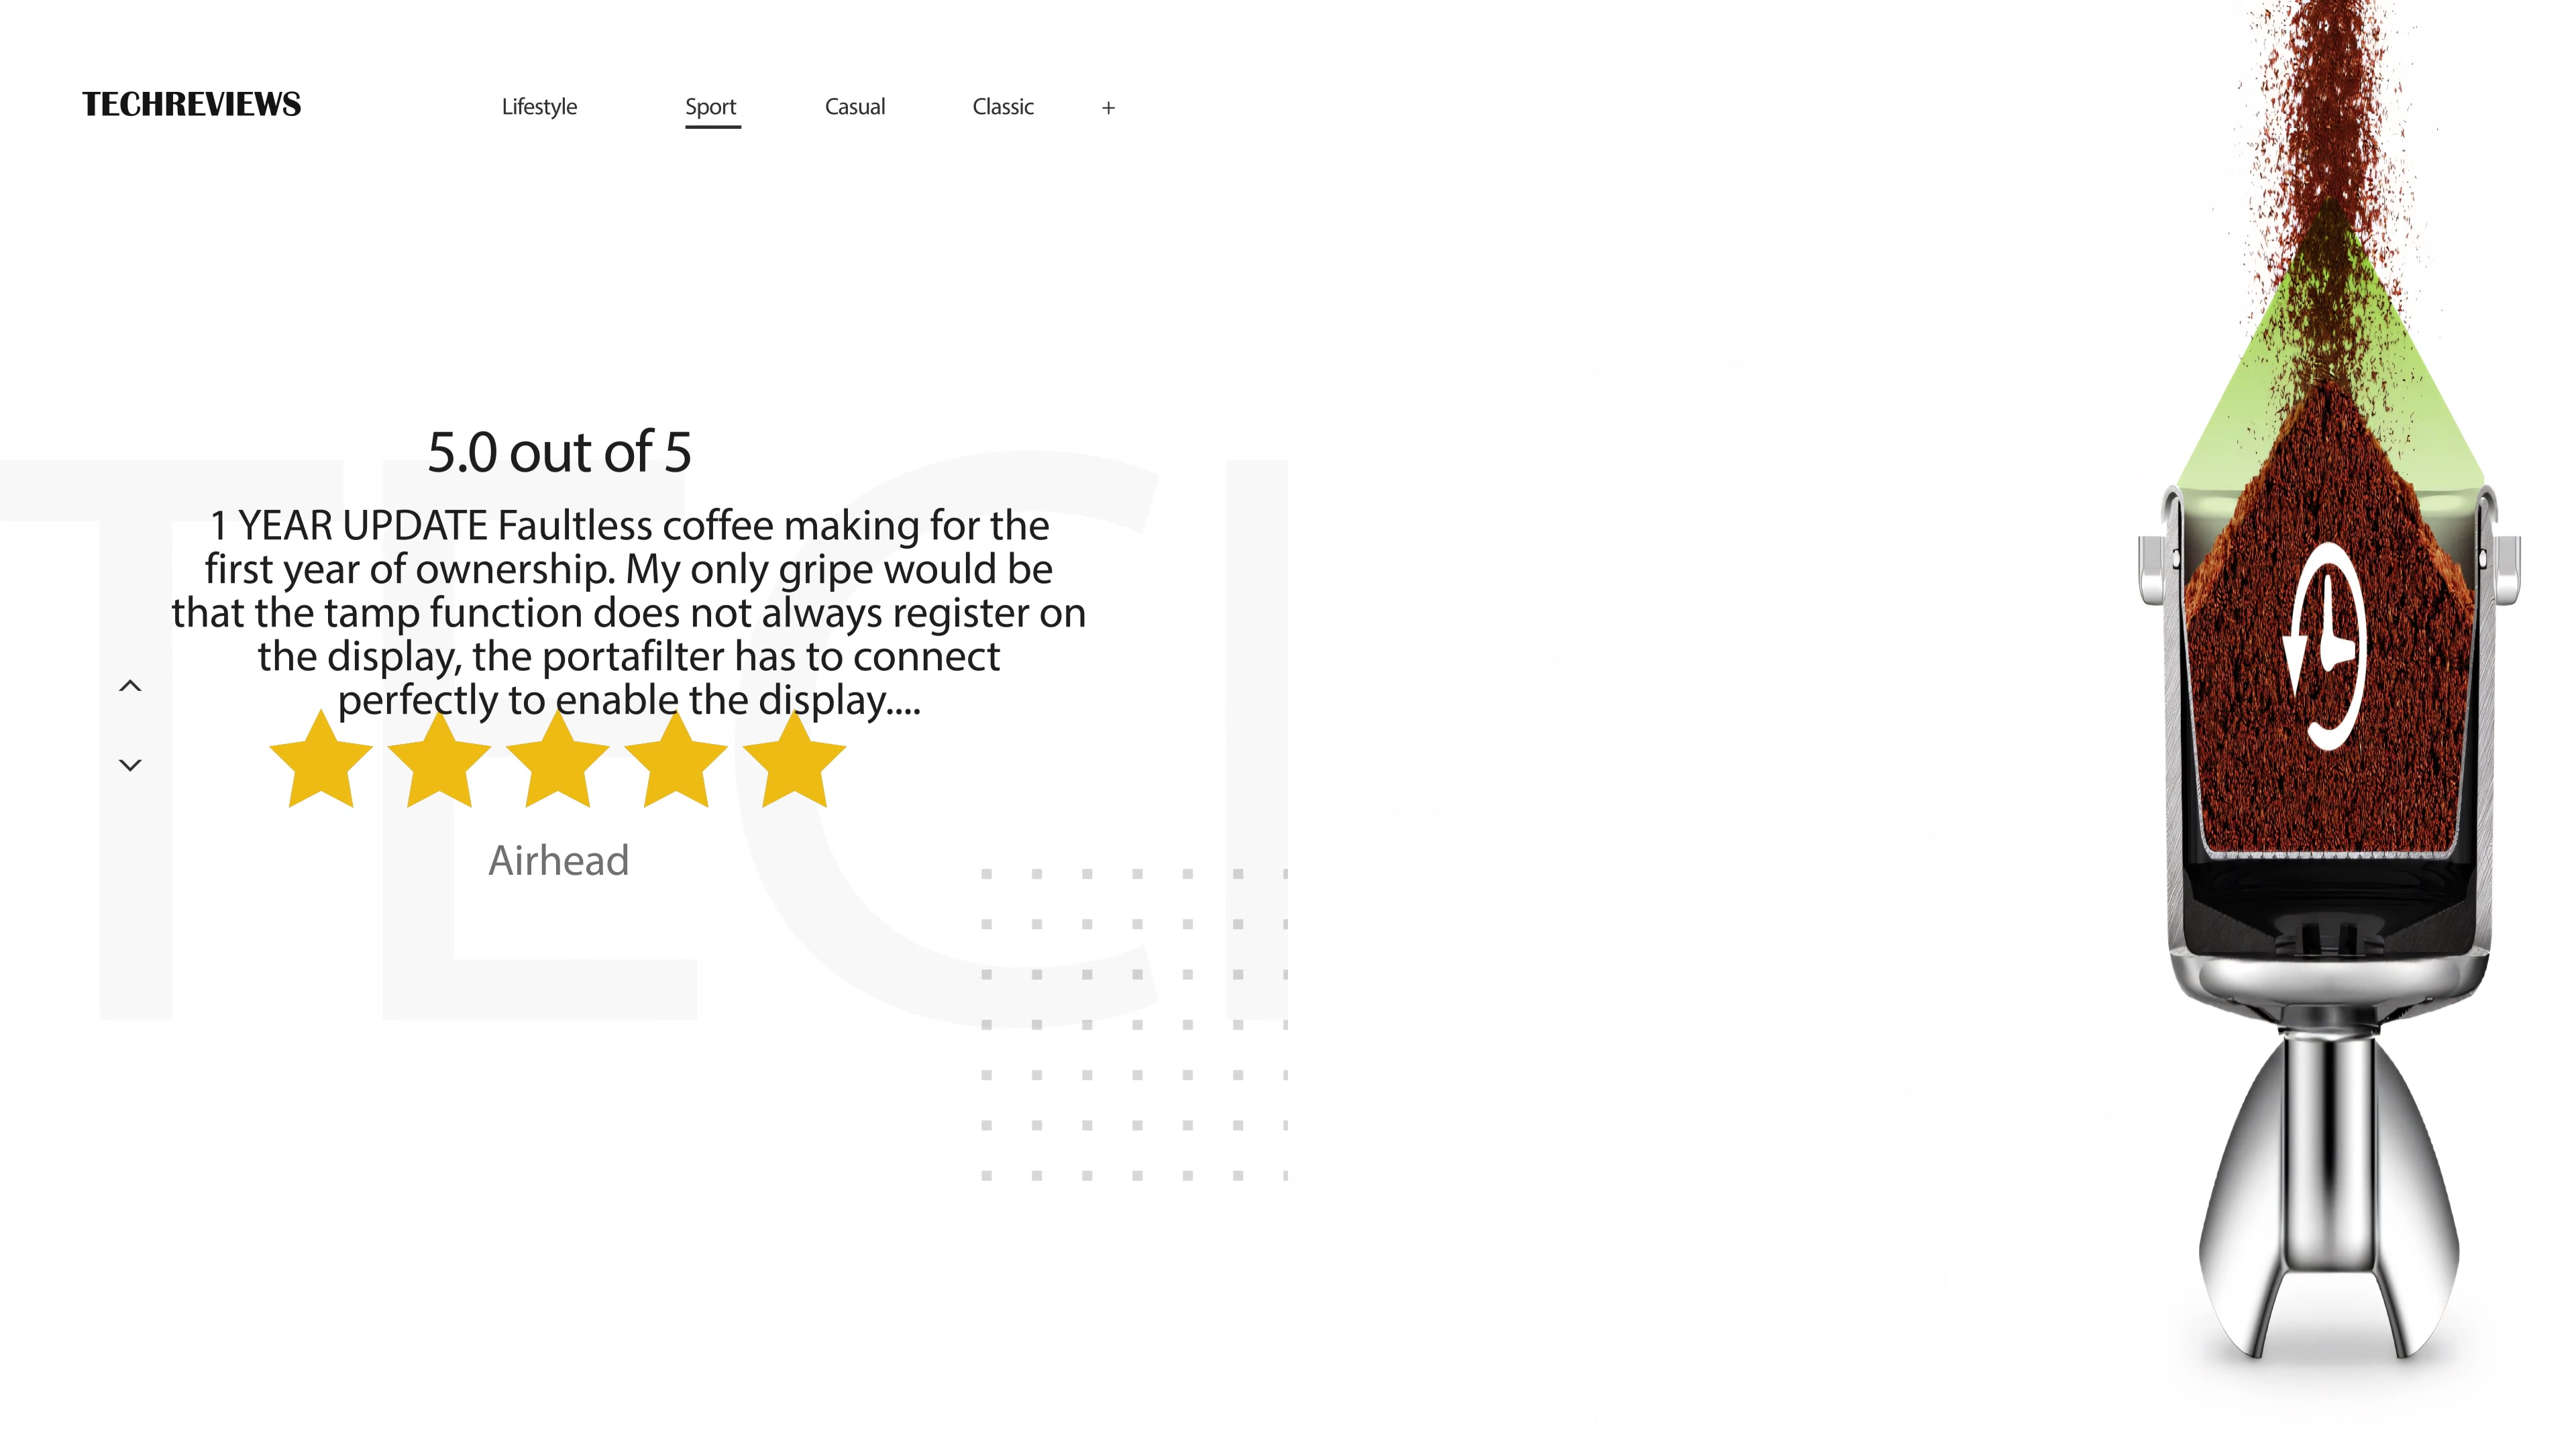 TECHREVIEWS
Lifestyle Sport Casual Classic +
5.0 out of 5
1 YEAR UPDATE Faultless coffee making for the
first year of ownership. My only gripe would be
that the tamp function does not always register on
the display, the portafilter has to connect
perfectly to enable the display....
Airhead
TECH